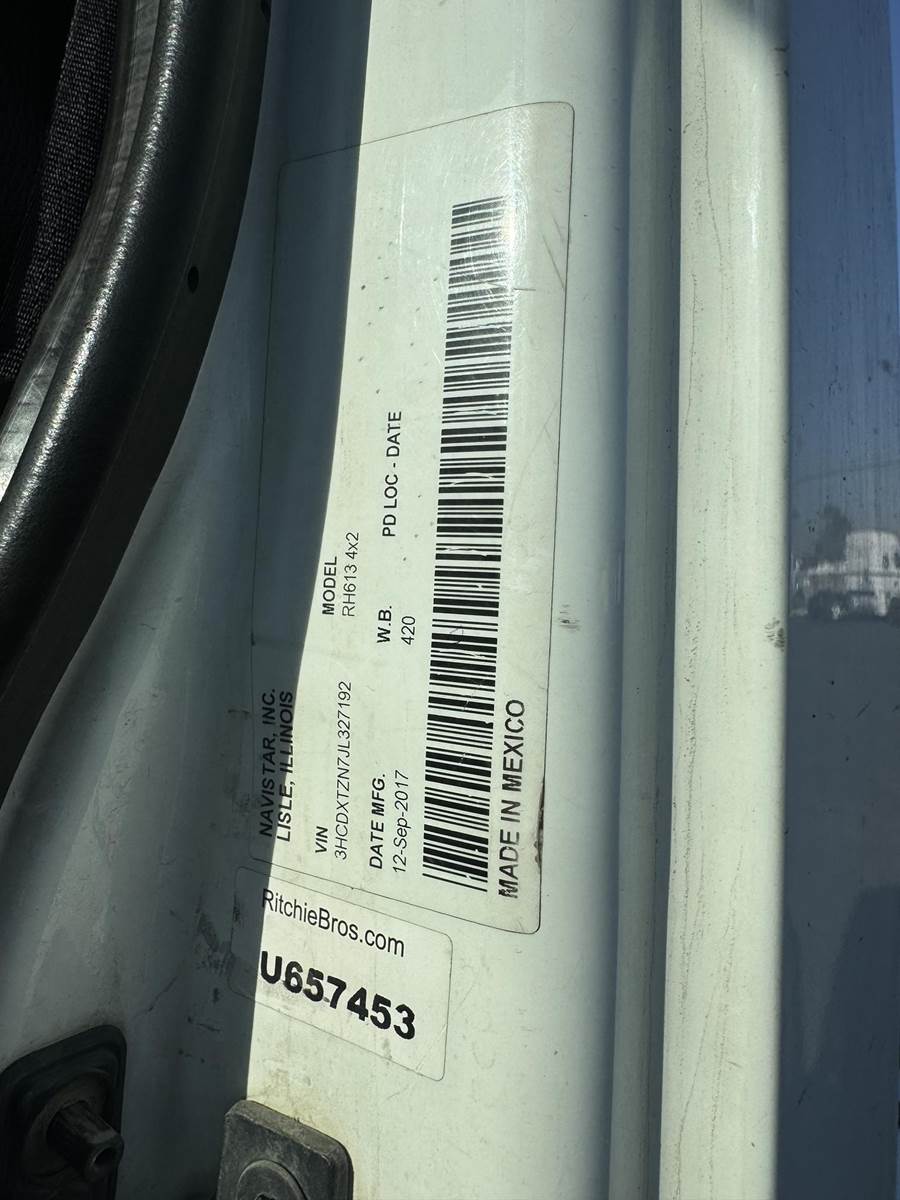 NAVISTAR, INC.
LISLE, ILLINOIS
VIN
3HCDXTZN7JL327192
MODEL
RH613 4x2
DATE MFG.
12-Sep-2017
W.B.
420
PD LOC - DATE
MADE IN MEXICO
RitchieBros.com
U657453